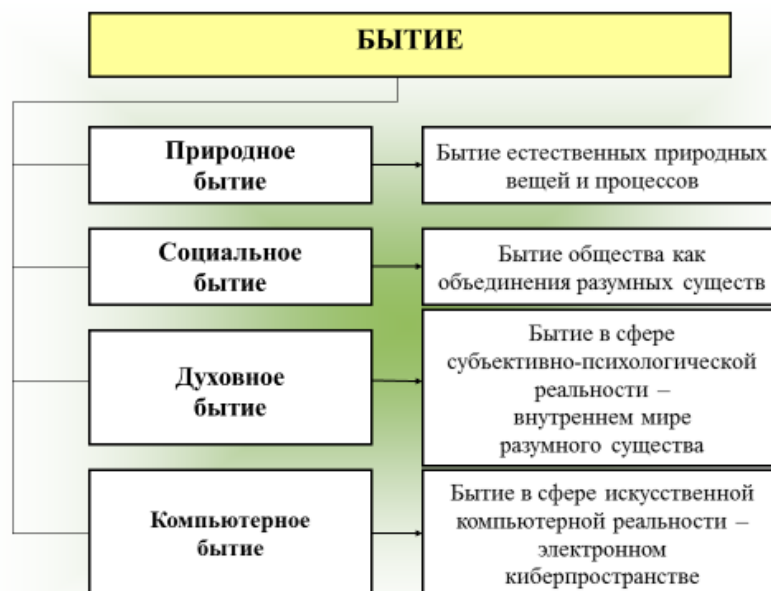 БЫТИЕ
Природное
бытие
Бытие естественных природных
вещей и процессов
Социальное
бытие
Бытие общества как
объединения разумных существ
Духовное
бытие
Бытие в сфере
субъективно-психологической
реальности –
внутреннем мире
разумного существа
Компьютерное
бытие
Бытие в сфере искусственной
компьютерной реальности –
электронном
киберпространстве